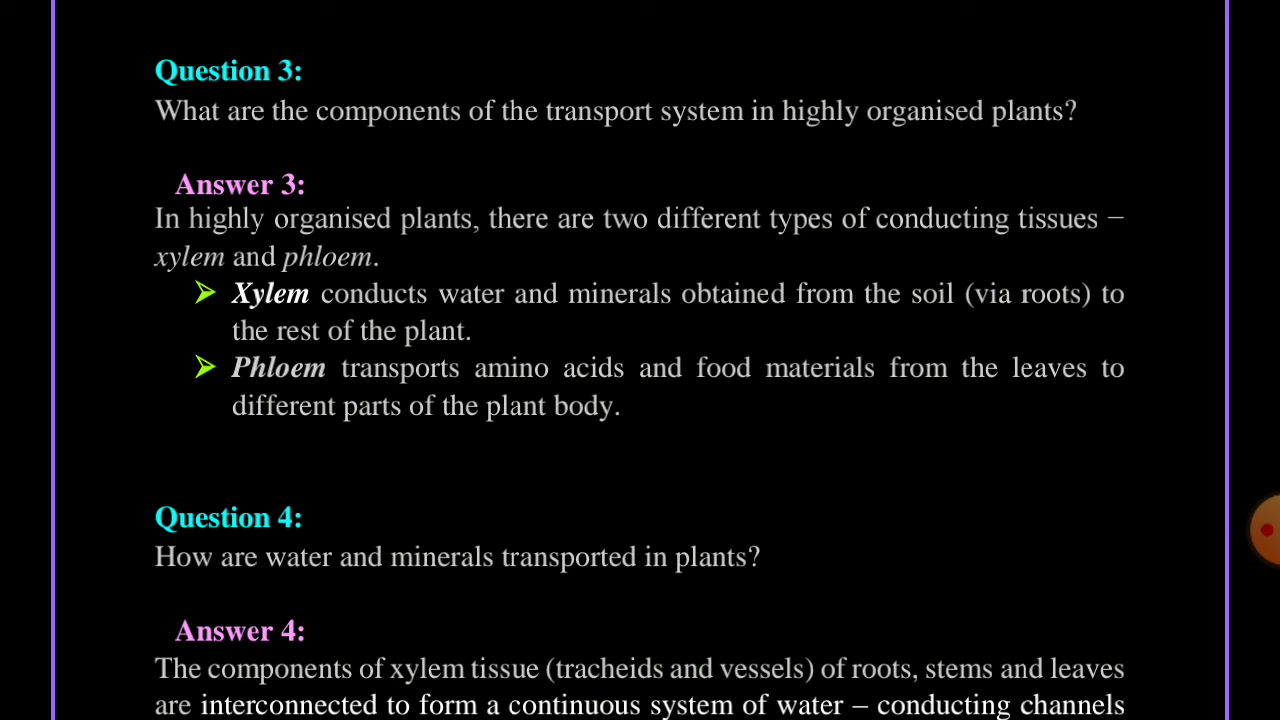 Question 3:
What are the components of the transport system in highly organised plants?
Answer 3:
In highly organised plants, there are two different types of conducting tissues −
xylem and phloem.
➢ Xylem conducts water and minerals obtained from the soil (via roots) to
the rest of the plant.
➢ Phloem transports amino acids and food materials from the leaves to
different parts of the plant body.
Question 4:
How are water and minerals transported in plants?
Answer 4:
The components of xylem tissue (tracheids and vessels) of roots, stems and leaves
are interconnected to form a continuous system of water – conducting channels